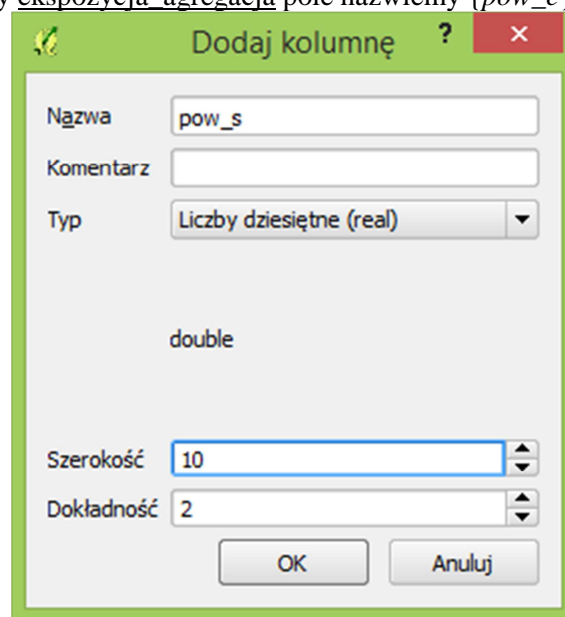 y ekspozycja_agregacja pole nazwiemy {pow_e}
Dodaj kolumnę ? ×
Nazwa pow_s
Komentarz
Typ Liczby dziesiętne (real)
double
Szerokość 10
Dokładność 2
OK Anuluj